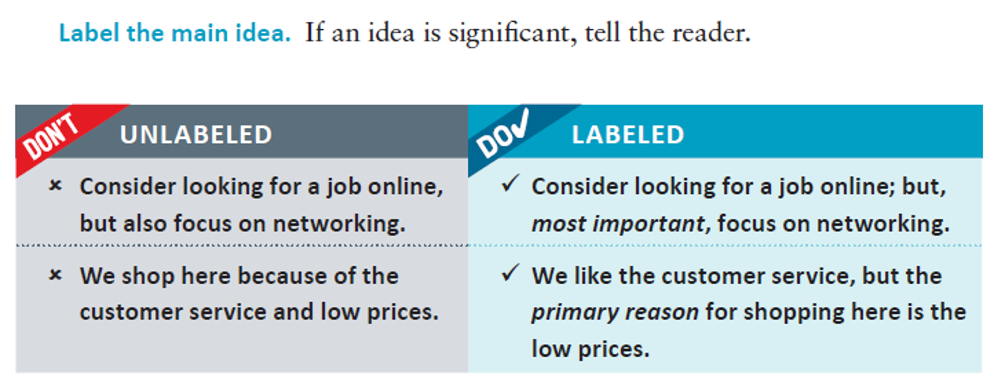 Label the main idea. If an idea is significant, tell the reader.
DON'T
UNLABELED
× Consider looking for a job online,
but also focus on networking.
× We shop here because of the
customer service and low prices.
DO✓
LABELED
✓ Consider looking for a job online; but,
most important, focus on networking.
✓ We like the customer service, but the
primary reason for shopping here is the
low prices.